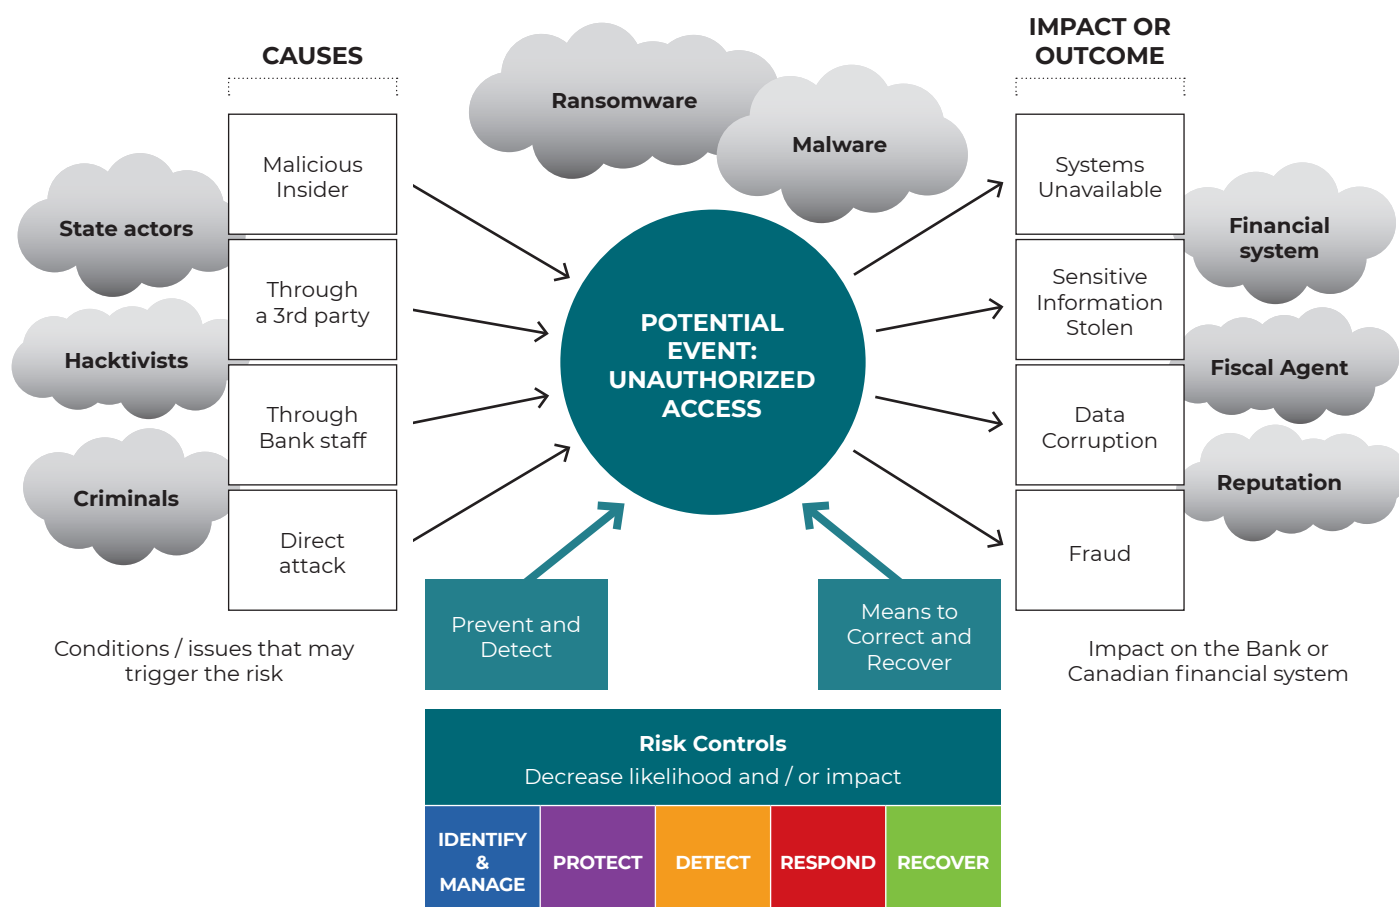 CAUSES
Malicious
Insider
Through
a 3rd party
Through
Bank staff
Direct
attack
State actors
Hacktivists
Criminals
Conditions / issues that may
trigger the risk
Ransomware
Malware
POTENTIAL
EVENT:
UNAUTHORIZED
ACCESS
Prevent and
Detect
Means to
Correct and
Recover
IMPACT OR
OUTCOME
Systems
Unavailable
Sensitive
Information
Stolen
Data
Corruption
Fraud
Financial
system
Fiscal Agent
Reputation
Impact on the Bank or
Canadian financial system
Risk Controls
Decrease likelihood and / or impact
IDENTIFY
&
MANAGE
PROTECT
DETECT
RESPOND
RECOVER